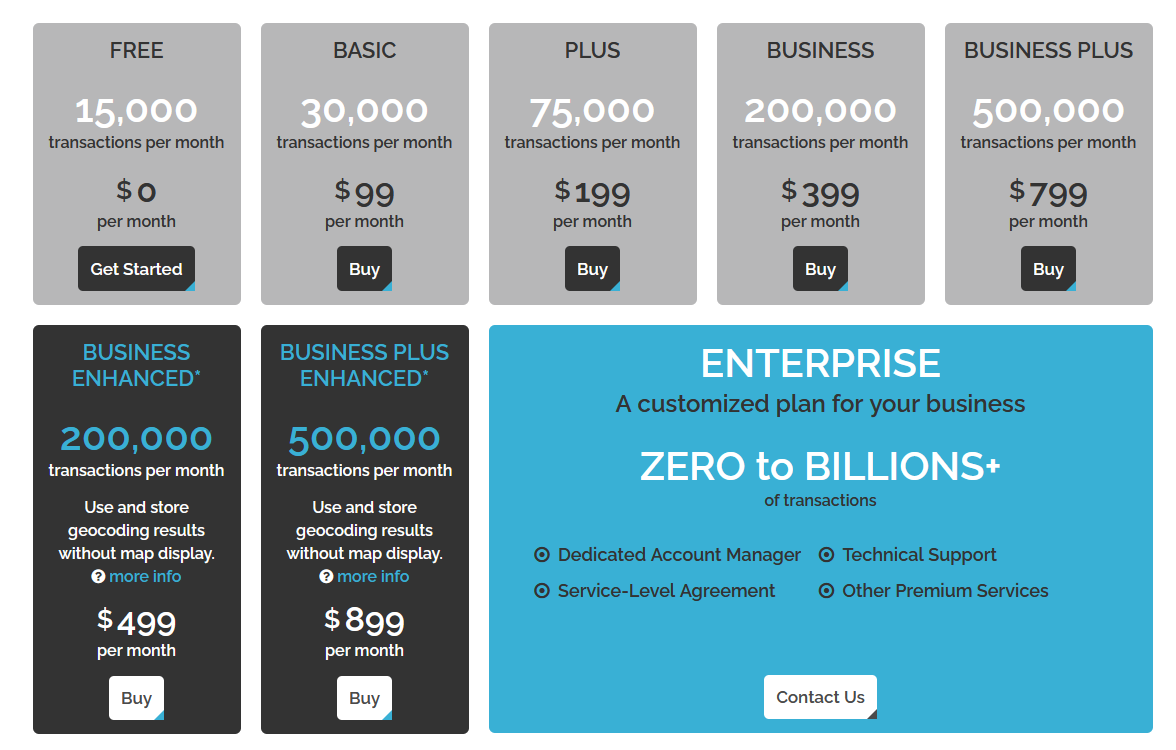 FREE
15,000
transactions per month
$0
per month
Get Started
BASIC
30,000
transactions per month
$99
per month
Buy
PLUS
75,000
transactions per month
$199
per month
Buy
BUSINESS
200,000
transactions per month
$399
per month
Buy
BUSINESS PLUS
500,000
transactions per month
$799
per month
Buy
BUSINESS
ENHANCED*
200,000
transactions per month
Use and store
geocoding results
without map display.
? more info
$499
per month
Buy
BUSINESS PLUS
ENHANCED*
500,000
transactions per month
Use and store
geocoding results
without map display.
? more info
$899
per month
Buy
ENTERPRISE
A customized plan for your business
ZERO to BILLIONS+
of transactions
Dedicated Account Manager
Technical Support
Service-Level Agreement
Other Premium Services
Contact Us